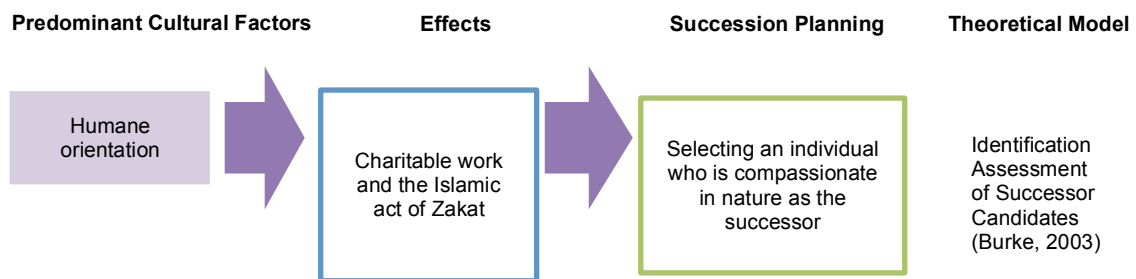 Predominant Cultural Factors
Effects
Succession Planning
Theoretical Model
Humane
orientation
Charitable work
and the Islamic
act of Zakat
Selecting an individual
who is compassionate
in nature as the
successor
Identification
Assessment
of Successor
Candidates
(Burke, 2003)